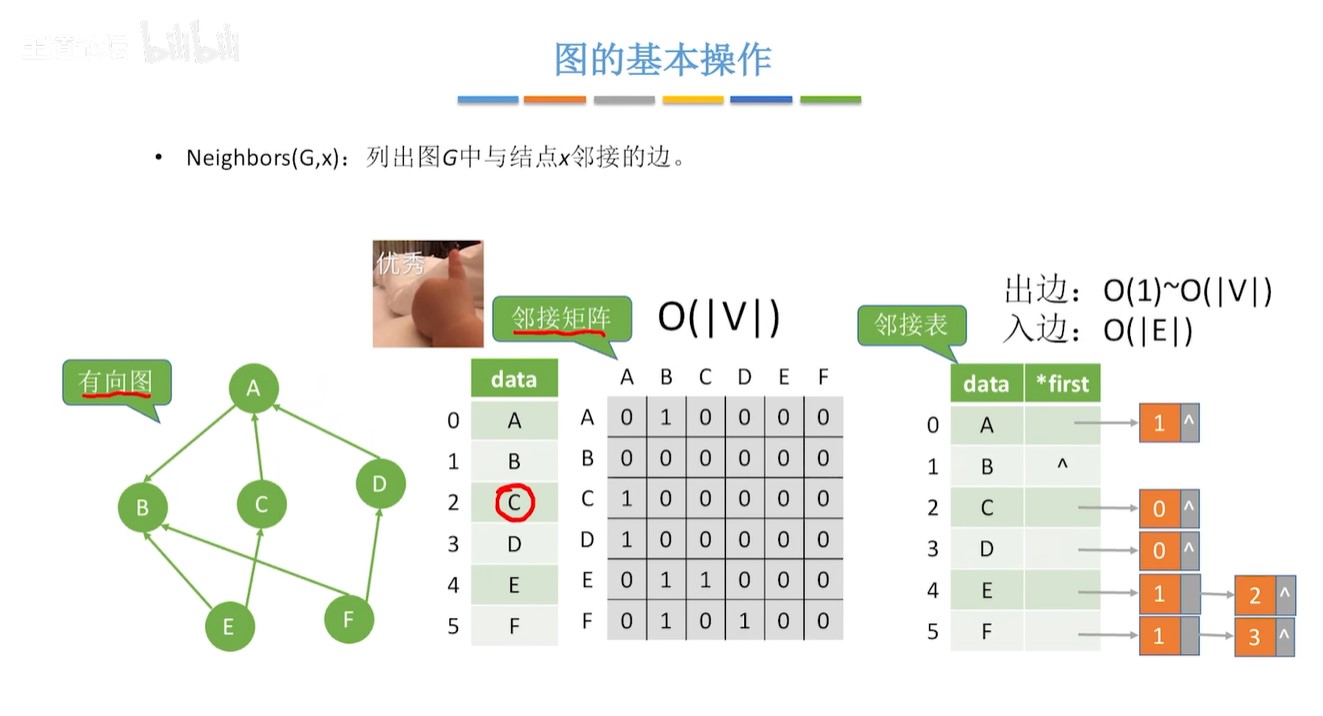 王道论坛 bilibili
图的基本操作
• Neighbors(G,x)：列出图G中与结点x邻接的边。
优秀
有向图
A
B
C
D
E
F
邻接矩阵
O(|V|)
data
0 A
1 B
2 C
3 D
4 E
5 F
A B C D E F
A 0 1 0 0 0 0
B 0 0 0 0 0 0
C 1 0 0 0 0 0
D 1 0 0 0 0 0
E 0 1 1 0 0 0
F 0 1 0 1 0 0
邻接表
出边：O(1)~O(|V|)
入边：O(|E|)
data *first
0 A 1 ^
1 B ^
2 C 0 ^
3 D 0 ^
4 E 1 2 ^
5 F 1 3 ^